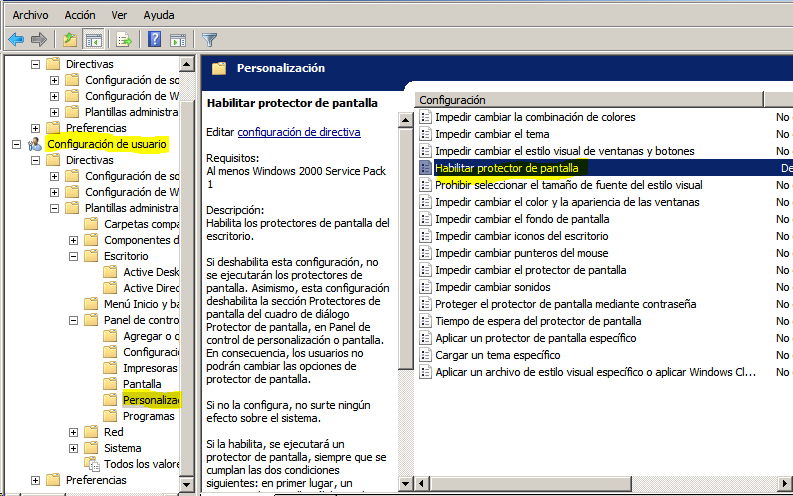 Archivo Acción Ver Ayuda
Directivas
Configuración de so
Configuración de W
Plantillas administra
Preferencias
Configuración de usuario
Directivas
Configuración de so
Configuración de W
Plantillas administra
Carpetas compa
Componentes d
Escritorio
Active Desk
Active Direc
Menú Inicio y ba
Panel de contro
Agregar o q
Configuració
Impresoras
Pantalla
Personalizac
Programas
Red
Sistema
Todos los valore
Preferencias
Personalización
Habilitar protector de pantalla
Editar configuración de directiva
Requisitos:
Al menos Windows 2000 Service Pack
1
Descripción:
Habilita los protectores de pantalla del
escritorio.
Si deshabilita esta configuración, no
se ejecutarán los protectores de
pantalla. Asimismo, esta configuración
deshabilita la sección Protectores de
pantalla del cuadro de diálogo
Protector de pantalla, en Panel de
control de personalización o pantalla.
En consecuencia, los usuarios no
podrán cambiar las opciones de
protector de pantalla.
Si no la configura, no surte ningún
efecto sobre el sistema.
Si la habilita, se ejecutará un
protector de pantalla, siempre que se
cumplan las dos condiciones
siguientes: en primer lugar, un
Configuración
Impedir cambiar la combinación de colores No
Impedir cambiar el tema No
Impedir cambiar el estilo visual de ventanas y botones No
Habilitar protector de pantalla De
Prohibir seleccionar el tamaño de fuente del estilo visual No
Impedir cambiar el color y la apariencia de las ventanas No
Impedir cambiar el fondo de pantalla No
Impedir cambiar iconos del escritorio No
Impedir cambiar punteros del mouse No
Impedir cambiar el protector de pantalla No
Impedir cambiar sonidos No
Proteger el protector de pantalla mediante contraseña No
Tiempo de espera del protector de pantalla No
Aplicar un protector de pantalla específico No
Cargar un tema específico No
Aplicar un archivo de estilo visual específico o aplicar Windows Cl... No